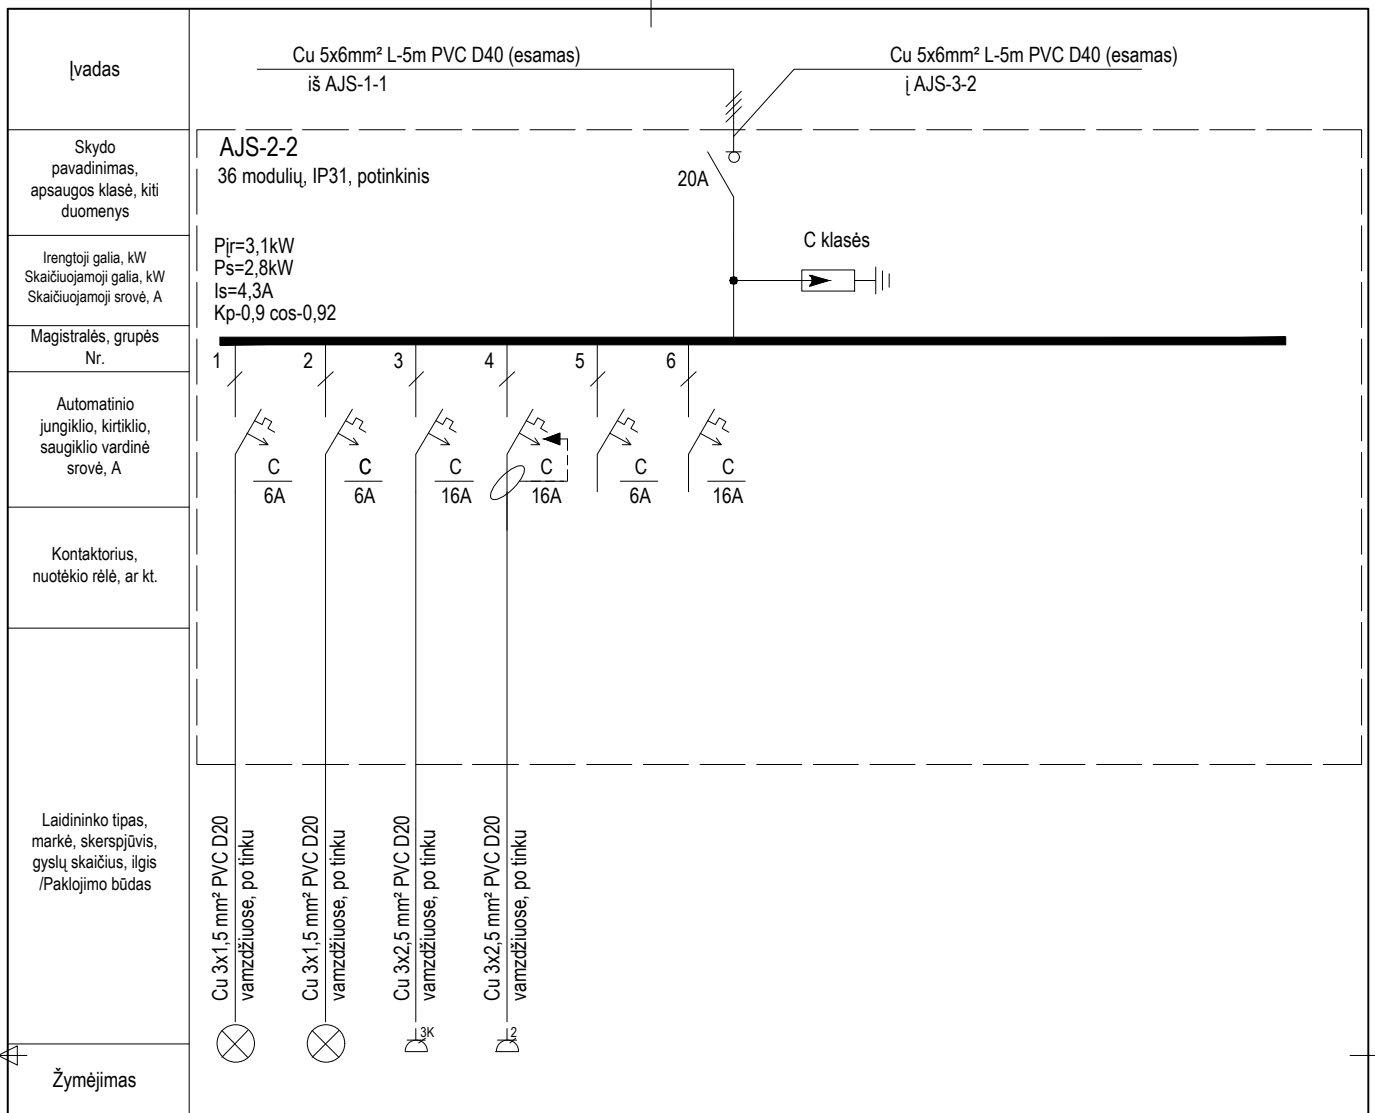 Įvadas
Cu 5x6mm² L-5m PVC D40 (esamas)
iš AJS-1-1
Cu 5x6mm² L-5m PVC D40 (esamas)
į AJS-3-2
Skydo
pavadinimas,
apsaugos klasė, kiti
duomenys
AJS-2-2
36 modulių, IP31, potinkinis
20A
Irengtoji galia, kW
Skaičiuojamoji galia, kW
Skaičiuojamoji srovė, A
Pįr=3,1kW
Ps=2,8kW
Is=4,3A
Kp-0,9 cos-0,92
C klasės
Magistralės, grupės
Nr.
1
2
3
4
5
6
Automatinio
jungiklio, kirtiklio,
saugiklio vardinė
srovė, A
C
6A
C
6A
C
16A
C
16A
C
6A
C
16A
Kontaktorius,
nuotėkio rėlė, ar kt.
Laidininko tipas,
markė, skerspjūvis,
gyslų skaičius, ilgis
/Paklojimo būdas
Cu 3x1,5 mm² PVC D20
vamzdžiuose, po tinku
Cu 3x1,5 mm² PVC D20
vamzdžiuose, po tinku
Cu 3x2,5 mm² PVC D20
vamzdžiuose, po tinku
Cu 3x2,5 mm² PVC D20
vamzdžiuose, po tinku
3K
2
Žymėjimas